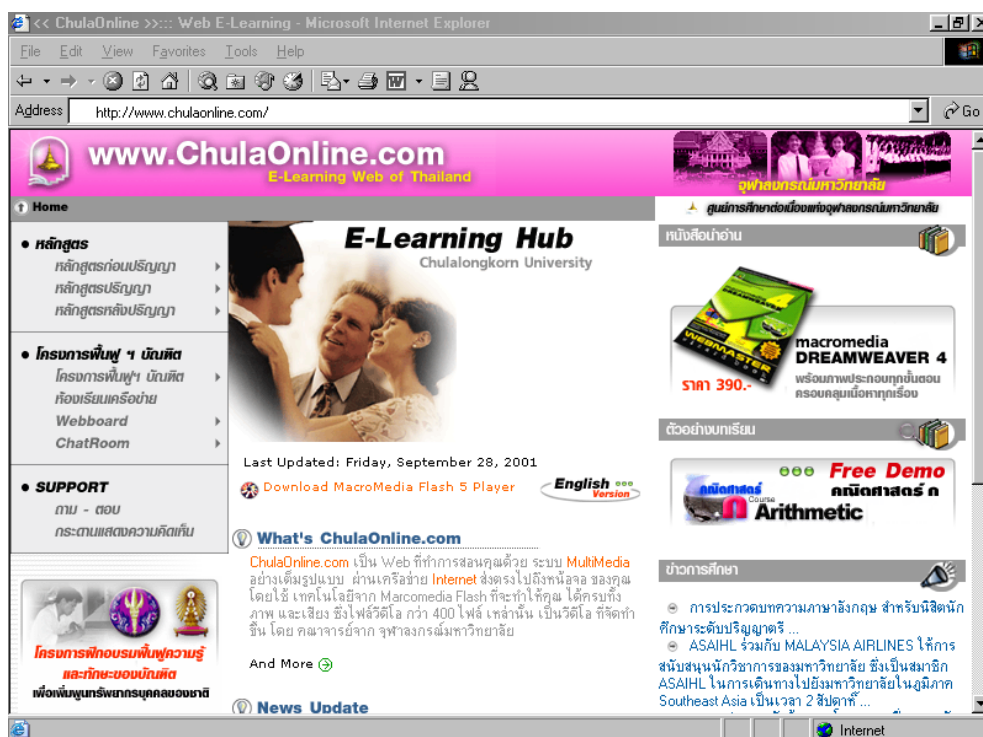 << ChulaOnline >>::: Web E-Learning - Microsoft Internet Explorer
File Edit View Favorites Tools Help
Address http://www.chulaonline.com/ Go
www.ChulaOnline.com
E-Learning Web of Thailand
จุฬาลงกรณ์มหาวิทยาลัย
Home
ศูนย์การศึกษาต่อเนื่องแห่งจุฬาลงกรณ์มหาวิทยาลัย
หลักสูตร
หลักสูตรก่อนปริญญา
หลักสูตรปริญญา
หลักสูตรหลังปริญญา
โครงการฟื้นฟู ฯ บัณฑิต
โครงการฟื้นฟูฯ บัณฑิต
ห้องเรียนเครือข่าย
Webboard
ChatRoom
SUPPORT
ถาม - ตอบ
กระดานแสดงความคิดเห็น
โครงการฝึกอบรมฟื้นฟูความรู้
และทักษะของบัณฑิต
เพื่อเพิ่มพูนทรัพยากรบุคคลของชาติ
E-Learning Hub
Chulalongkorn University
Last Updated: Friday, September 28, 2001
Download MacroMedia Flash 5 Player
English
Version
What's ChulaOnline.com
ChulaOnline.com เป็น Web ที่ทำการสอนคุณด้วย ระบบ MultiMedia
อย่างเต็มรูปแบบ ผ่านเครือข่าย Internet ส่งตรงไปถึงหน้าจอ ของคุณ
โดยใช้ เทคโนโลยีจาก Marcomedia Flash ที่จะทำให้คุณ ได้ครบทั้ง
ภาพ และเสียง ซึ่งไฟล์วีดีโอ กว่า 400 ไฟล์ เหล่านั้น เป็นวีดีโอ ที่จัดทำ
ขึ้น โดย คณาจารย์จาก จุฬาลงกรณ์มหาวิทยาลัย
And More
News Update
หนังสือน่าอ่าน
DREAMWEAVER 4
WEBMASTER
ราคา 390.-
macromedia
DREAMWEAVER 4
พร้อมภาพประกอบทุกขั้นตอน
ครอบคลุมเนื้อหาทุกเรื่อง
ตัวอย่างบทเรียน
Free Demo
คณิตศาสตร์ ก
คณิตศาสตร์
Course
ก
Arithmetic
ข่าวการศึกษา
การประกวดบทความภาษาอังกฤษ สำหรับนิสิตนัก
ศึกษาระดับปริญญาตรี ...
ASAIHL ร่วมกับ MALAYSIA AIRLINES ให้การ
สนับสนุนนักวิชาการของมหาวิทยาลัย ซึ่งเป็นสมาชิก
ASAIHL ในการเดินทางไปยังมหาวิทยาลัยในภูมิภาค
Southeast Asia เป็นเวลา 2 สัปดาห์ ...
Internet